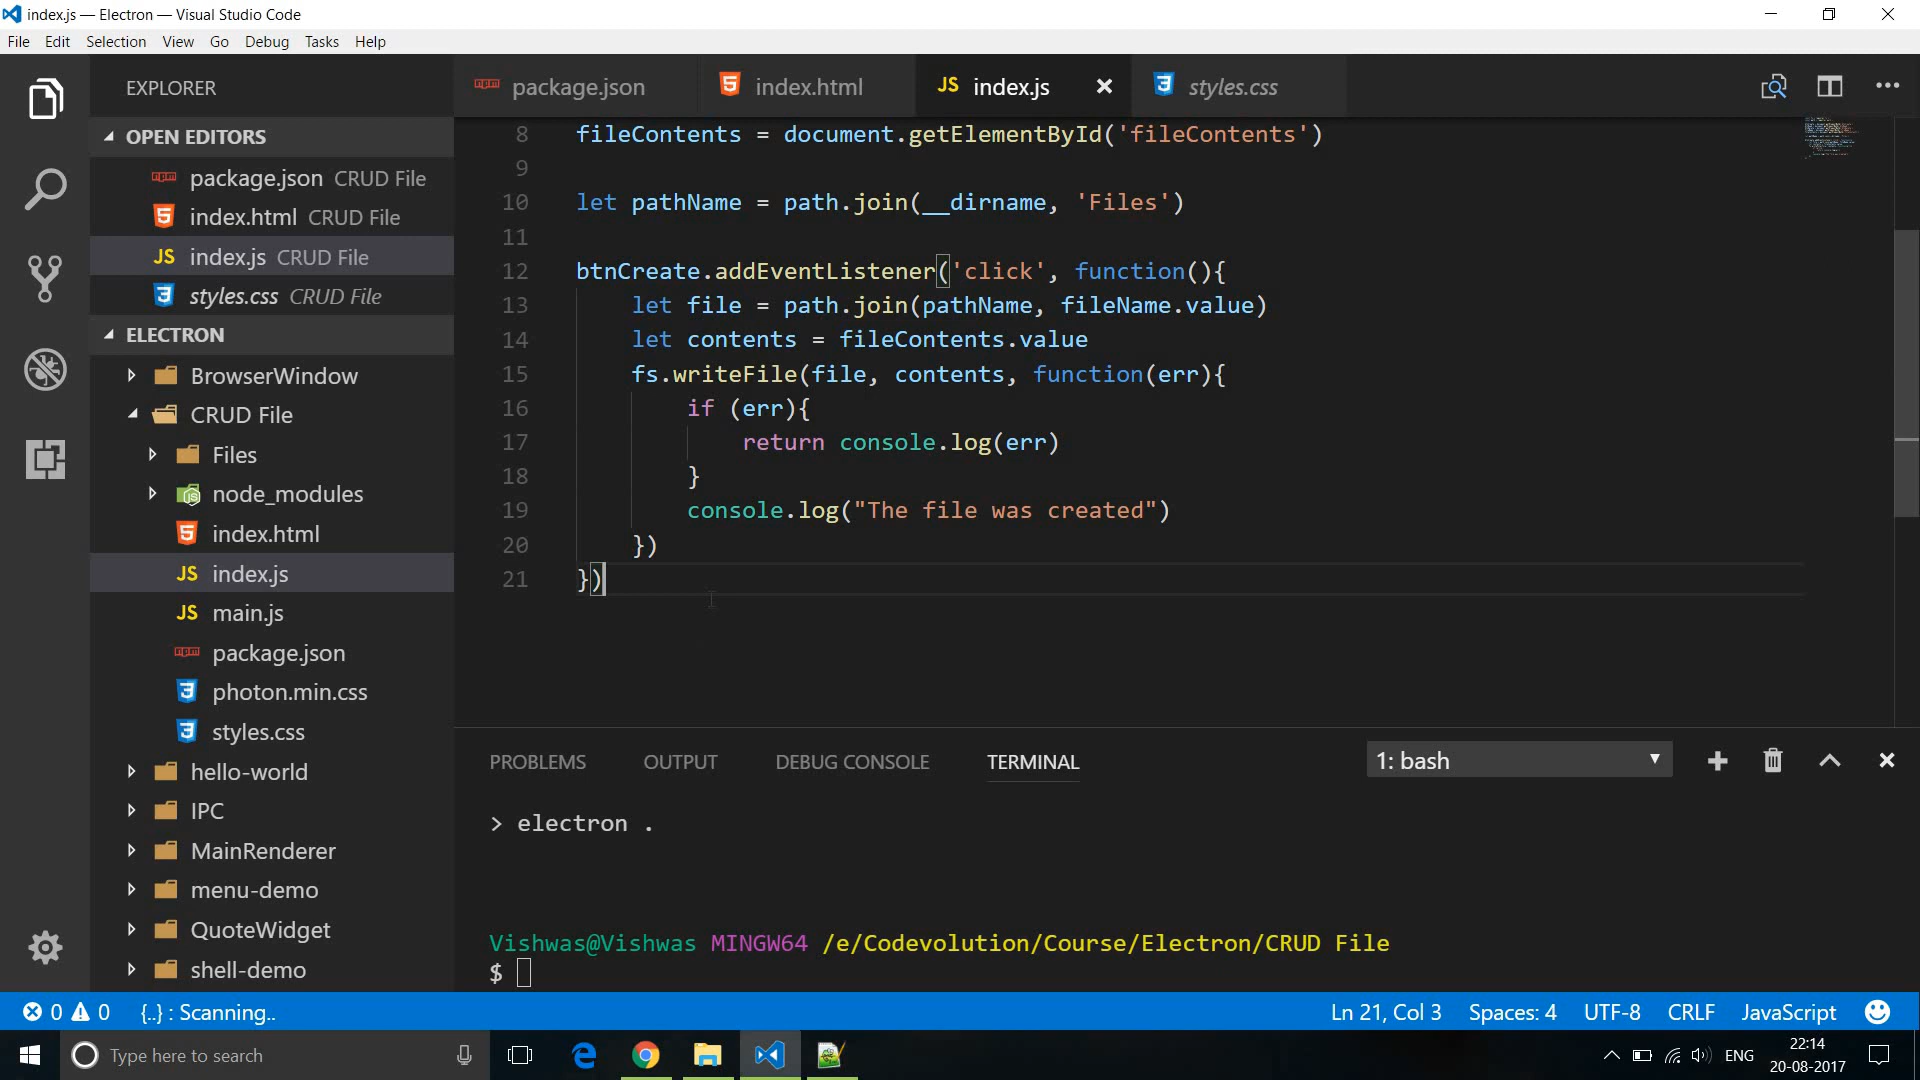 index.js — Electron — Visual Studio Code
File Edit Selection View Go Debug Tasks Help
EXPLORER
OPEN EDITORS
package.json CRUD File
index.html CRUD File
JS index.js CRUD File
styles.css CRUD File
ELECTRON
BrowserWindow
CRUD File
Files
node_modules
index.html
JS index.js
JS main.js
package.json
photon.min.css
styles.css
hello-world
IPC
MainRenderer
menu-demo
QuoteWidget
shell-demo
package.json index.html JS index.js styles.css
8 fileContents = document.getElementById('fileContents')
9
10 let pathName = path.join(__dirname, 'Files')
11
12 btnCreate.addEventListener('click', function(){
13 let file = path.join(pathName, fileName.value)
14 let contents = fileContents.value
15 fs.writeFile(file, contents, function(err){
16 if (err){
17 return console.log(err)
18 }
19 console.log("The file was created")
20 })
21 })
PROBLEMS OUTPUT DEBUG CONSOLE TERMINAL 1: bash
> electron .
Vishwas@Vishwas MINGW64 /e/Codevolution/Course/Electron/CRUD File
$
0 0 {..} : Scanning.. Ln 21, Col 3 Spaces: 4 UTF-8 CRLF JavaScript
Type here to search ENG 22:14
20-08-2017